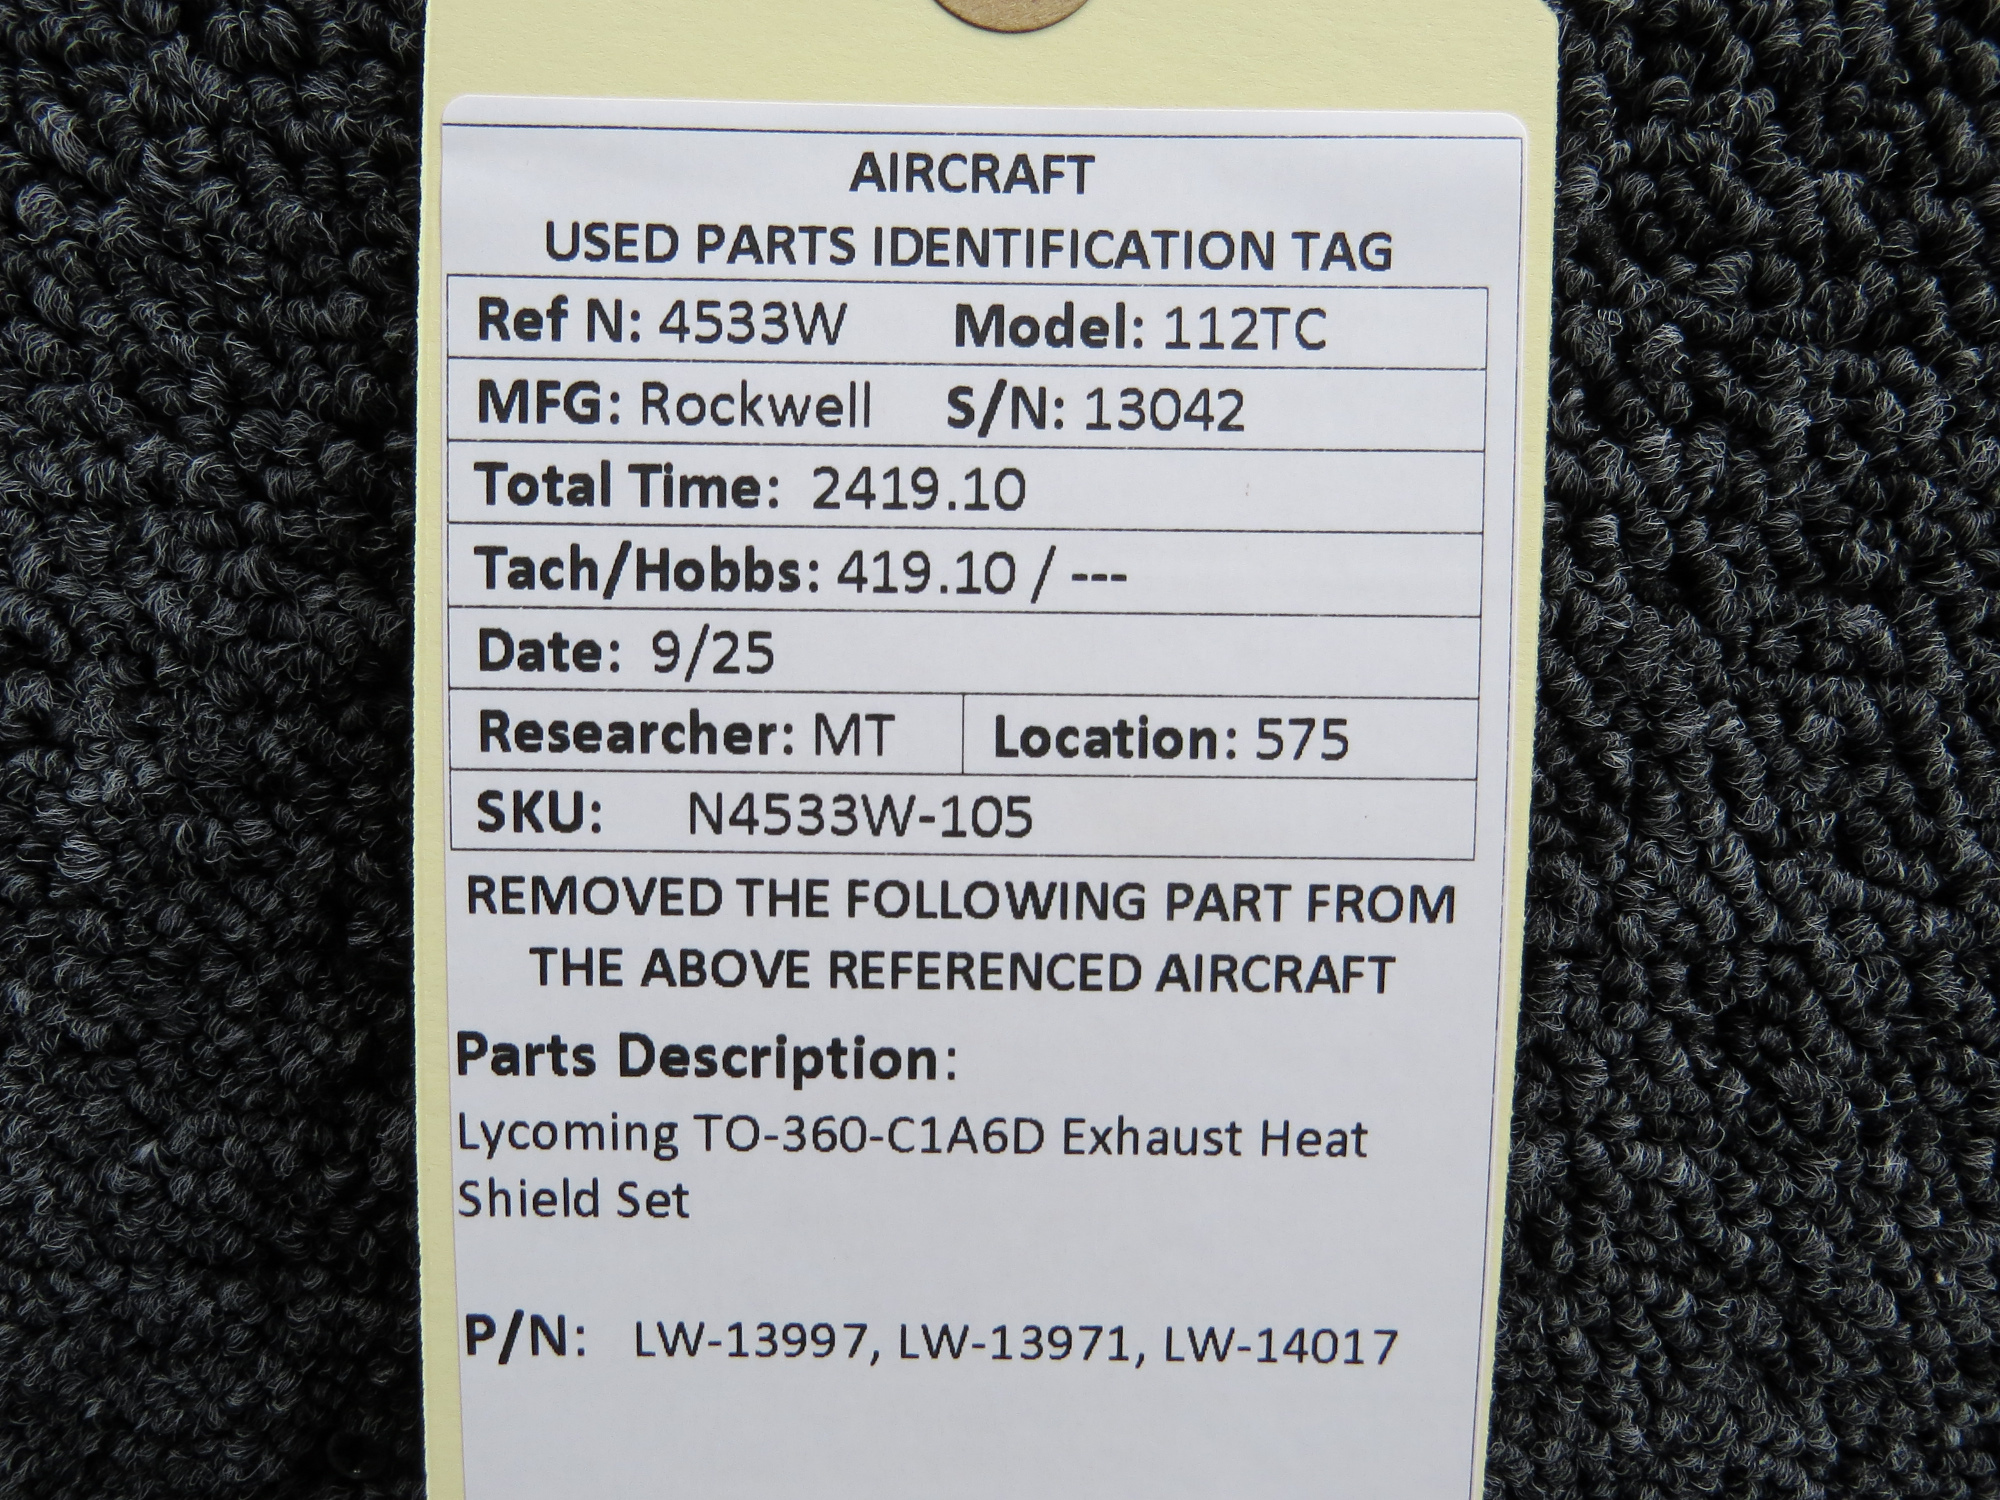 AIRCRAFT
USED PARTS IDENTIFICATION TAG
Ref N: 4533W Model: 112TC
MFG: Rockwell S/N: 13042
Total Time: 2419.10
Tach/Hobbs: 419.10 / ---
Date: 9/25
Researcher: MT Location: 575
SKU: N4533W-105
REMOVED THE FOLLOWING PART FROM
THE ABOVE REFERENCED AIRCRAFT
Parts Description:
Lycoming TO-360-C1A6D Exhaust Heat
Shield Set
P/N: LW-13997, LW-13971, LW-14017